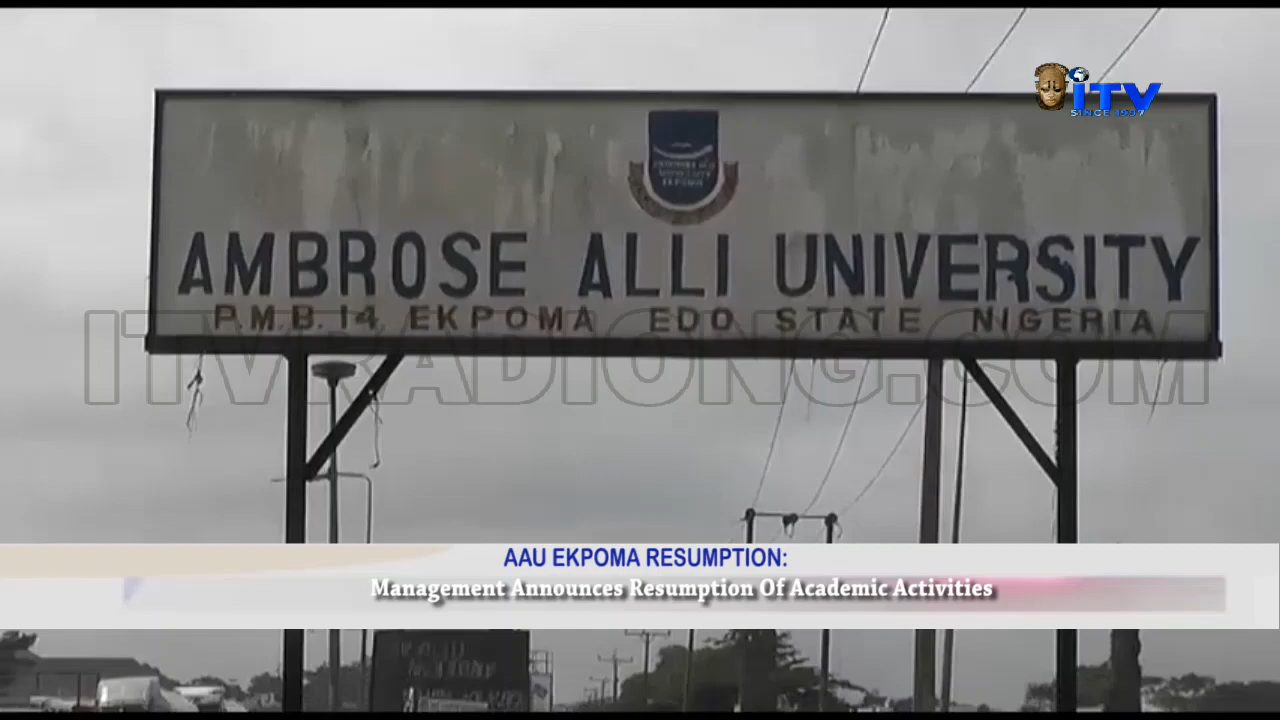 iTV
SINCE 1997
AMBROSE ALLI UNIVERSITY
P.M.B. 14 EKPOMA EDO STATE NIGERIA
ITVRADIONG.COM
AAU EKPOMA RESUMPTION:
Management Announces Resumption Of Academic Activities